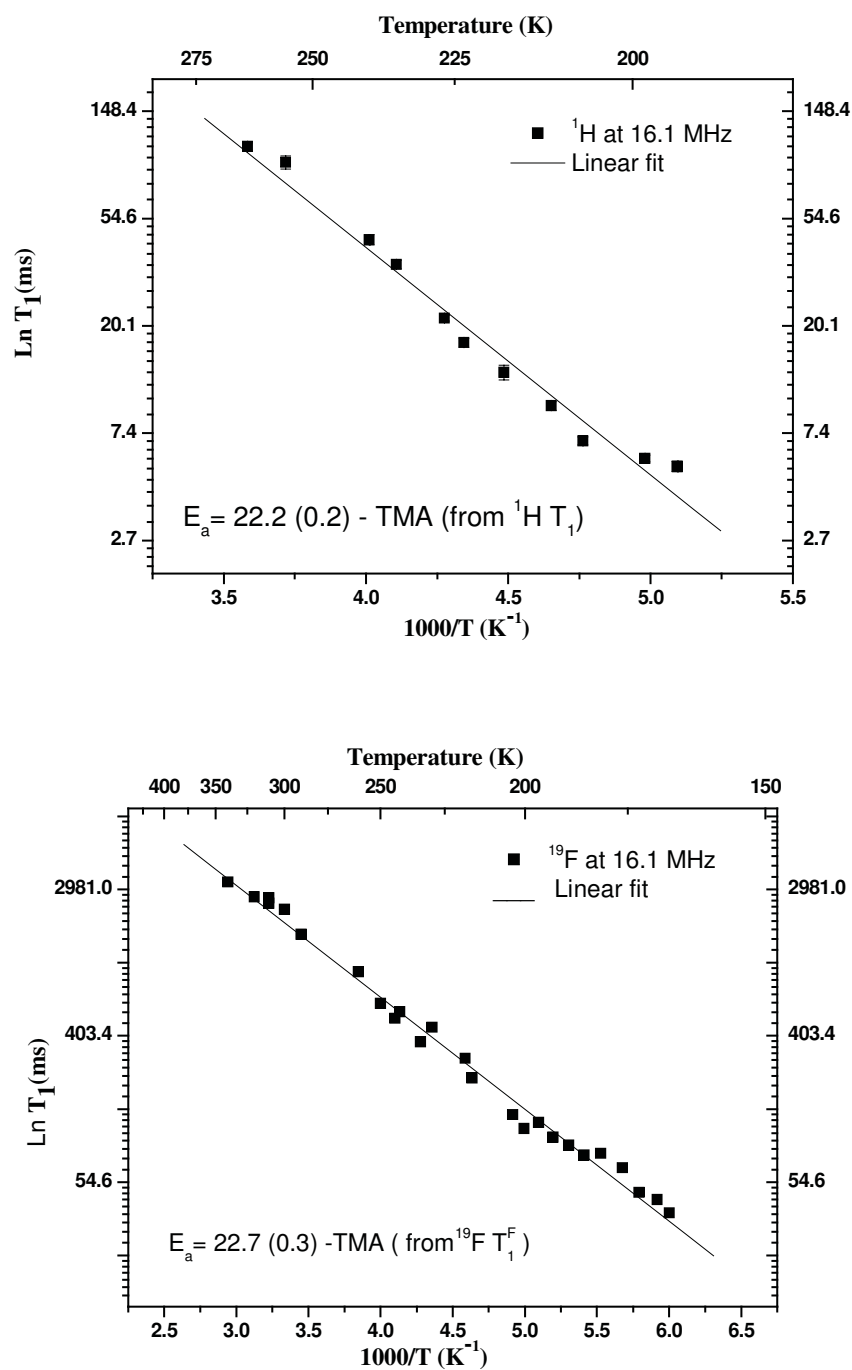 Temperature (K)
275 250 225 200
148.4 148.4
¹H at 16.1 MHz
Linear fit
54.6 54.6
Ln T₁(ms)
20.1 20.1
7.4 7.4
Eₐ= 22.2 (0.2) - TMA (from ¹H T₁)
2.7 2.7
3.5 4.0 4.5 5.0 5.5
1000/T (K⁻¹)
Temperature (K)
400 350 300 250 200 150
¹⁹F at 16.1 MHz
Linear fit
2981.0 2981.0
403.4 403.4
Ln T₁(ms)
54.6 54.6
Eₐ= 22.7 (0.3) -TMA ( from ¹⁹F T₁ᶠ )
2.5 3.0 3.5 4.0 4.5 5.0 5.5 6.0 6.5
1000/T (K⁻¹)